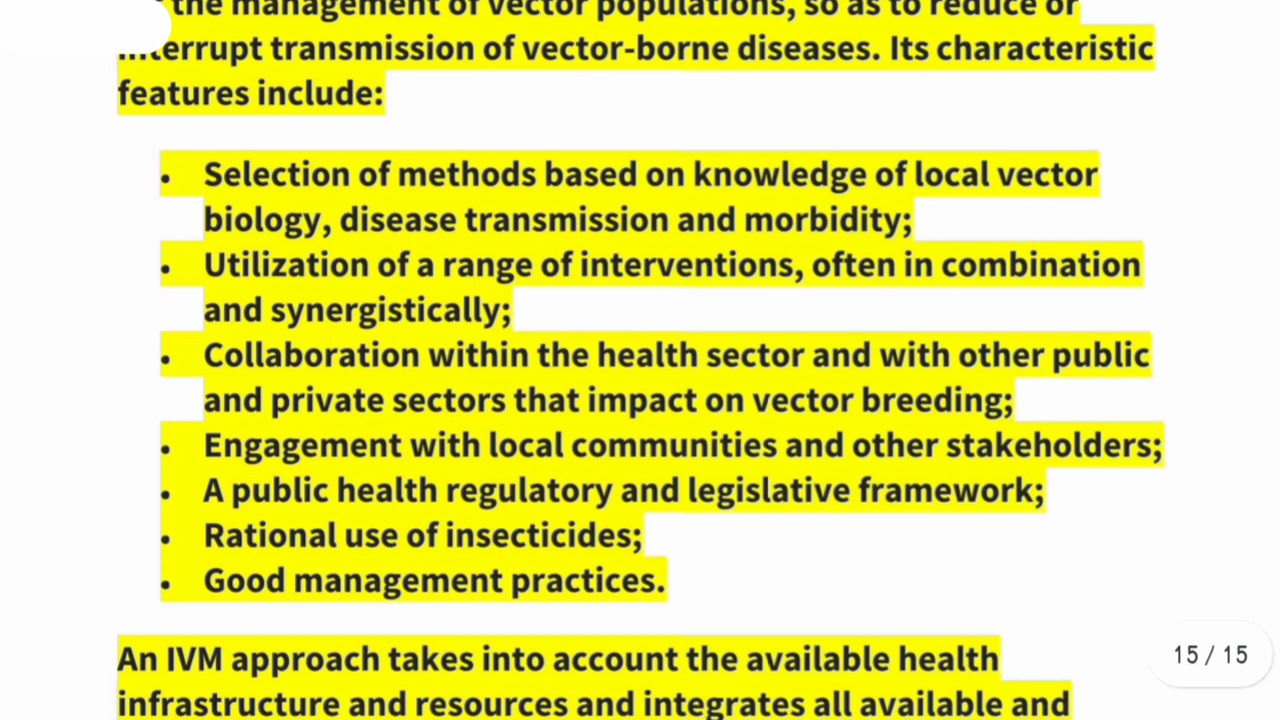 the management of vector populations, so as to reduce or
interrupt transmission of vector-borne diseases. Its characteristic
features include:
• Selection of methods based on knowledge of local vector
biology, disease transmission and morbidity;
• Utilization of a range of interventions, often in combination
and synergistically;
• Collaboration within the health sector and with other public
and private sectors that impact on vector breeding;
• Engagement with local communities and other stakeholders;
• A public health regulatory and legislative framework;
• Rational use of insecticides;
• Good management practices.
An IVM approach takes into account the available health
infrastructure and resources and integrates all available and
15 / 15